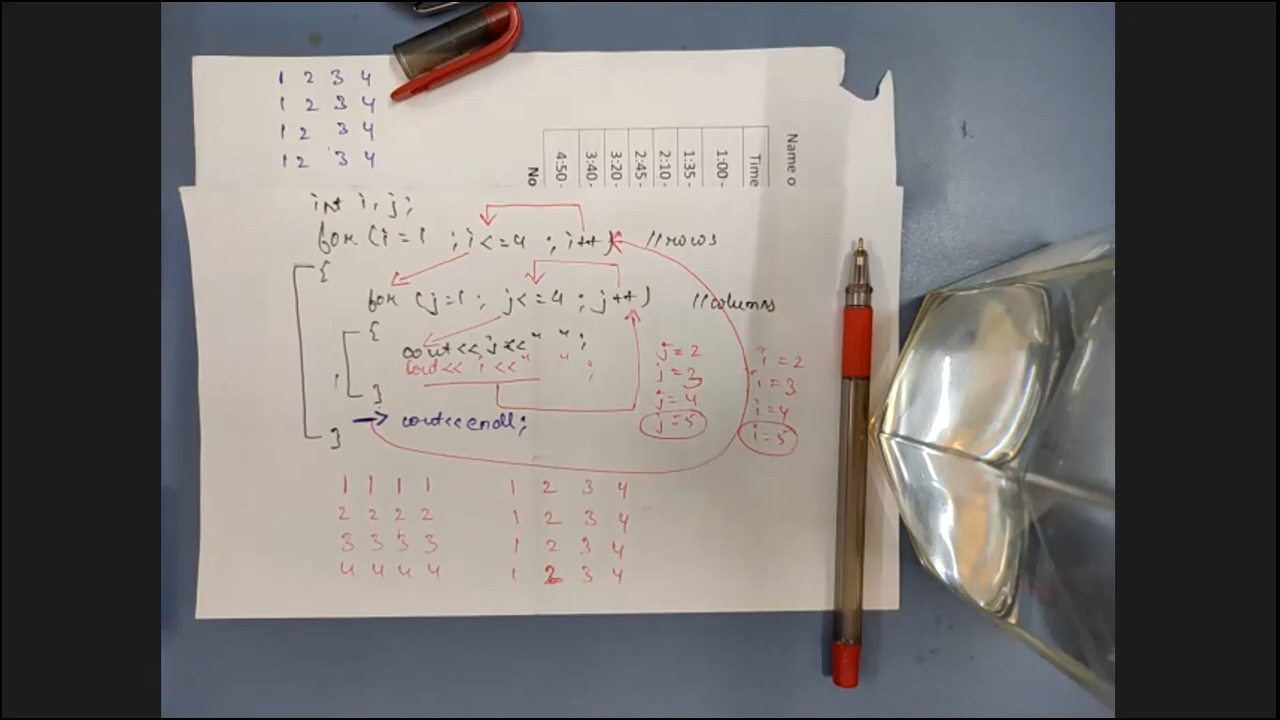 1 2 3 4
1 2 3 4
1 2 3 4
1 2 3 4
Name o
Time
1:00 -
1:35 -
2:10 -
2:45 -
3:20 -
3:40 -
4:50 -
No
int i, j;
for (i=1 ; i<=4 ; i++) //rows
{
for (j=1 ; j<=4 ; j++) //columns
{
cout<< j<<" " ;
cout<< i <<" " ;
}
cout<<endl;
}
j=2
j=3
j=4
j=5
i=2
i=3
i=4
i=5
1 1 1 1
2 2 2 2
3 3 3 3
4 4 4 4
1 2 3 4
1 2 3 4
1 2 3 4
1 2 3 4